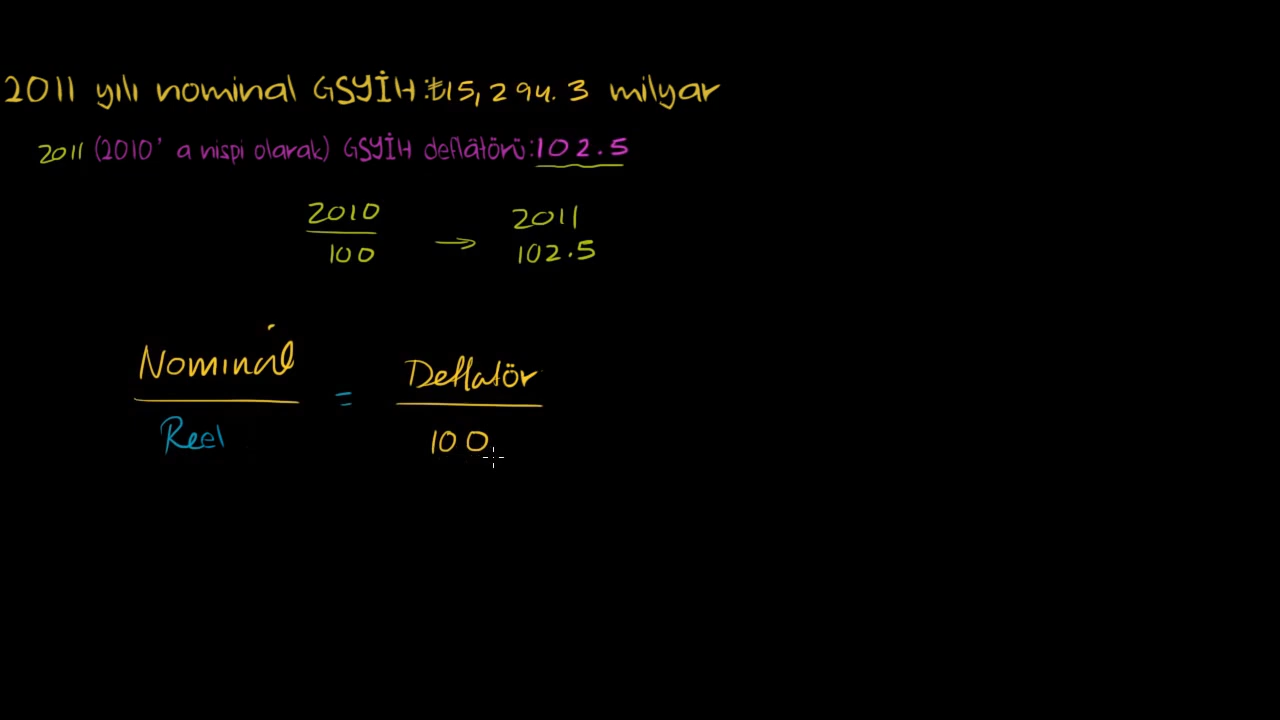 2011 yılı nominal GSYİH:₺15,294.3 milyar
2011 (2010' a nispi olarak) GSYİH deflätörü:102.5
2010 → 2011
100 102.5
Nominal = Deflatör
Reel 100